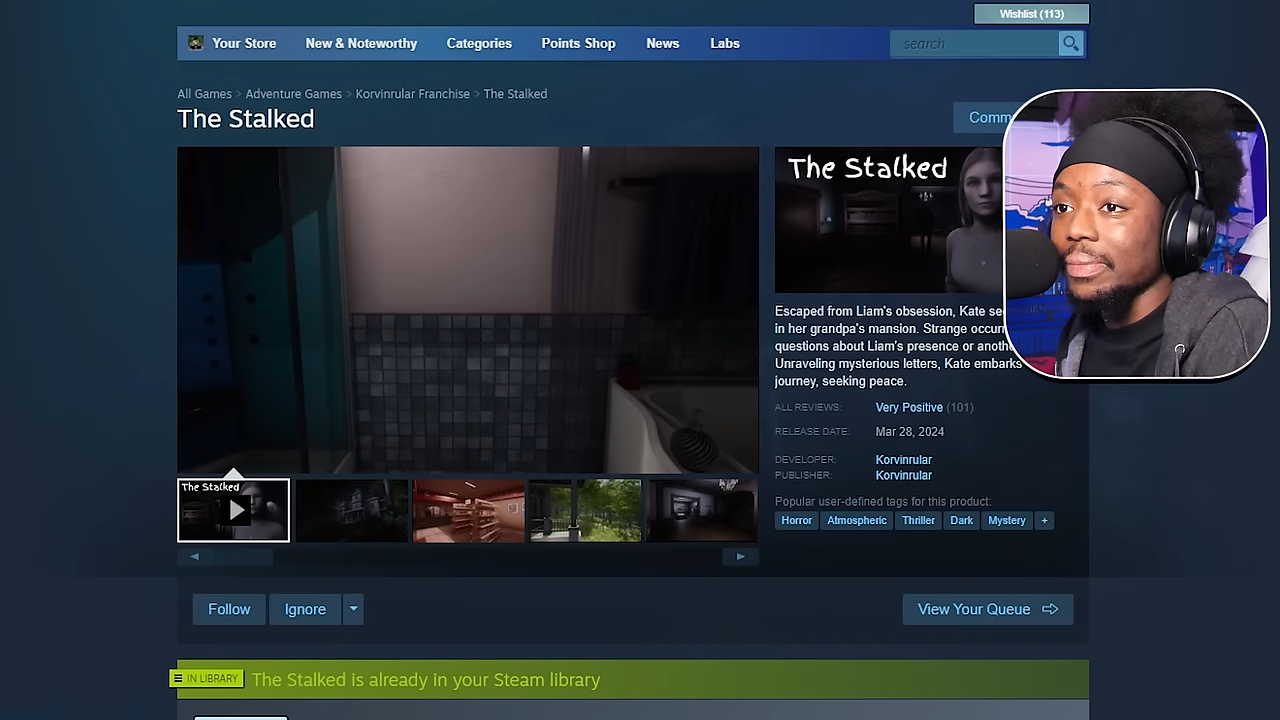 Wishlist (113)
Your Store New & Noteworthy Categories Points Shop News Labs search
All Games > Adventure Games > Korvinrular Franchise > The Stalked
The Stalked
The Stalked
Escaped from Liam's obsession, Kate
in her grandpa's mansion. Strange
questions about Liam's presence or
Unraveling mysterious letters, Kate embarks
journey, seeking peace.
ALL REVIEWS: Very Positive (101)
RELEASE DATE: Mar 28, 2024
DEVELOPER: Korvinrular
PUBLISHER: Korvinrular
The Stalked
Popular user-defined tags for this product:
Horror Atmospheric Thriller Dark Mystery +
Follow Ignore View Your Queue
IN LIBRARY The Stalked is already in your Steam library